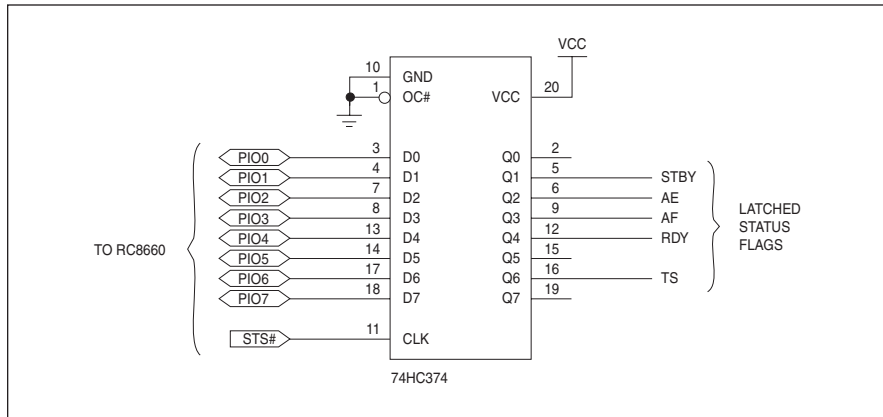 VCC
10 GND
1 OC# VCC 20
PIO0 3 D0 Q0 2
PIO1 4 D1 Q1 5 STBY
PIO2 7 D2 Q2 6 AE
PIO3 8 D3 Q3 9 AF
PIO4 13 D4 Q4 12 RDY
PIO5 14 D5 Q5 15
PIO6 17 D6 Q6 16 TS
PIO7 18 D7 Q7 19
TO RC8660
LATCHED
STATUS
FLAGS
STS# 11 CLK
74HC374